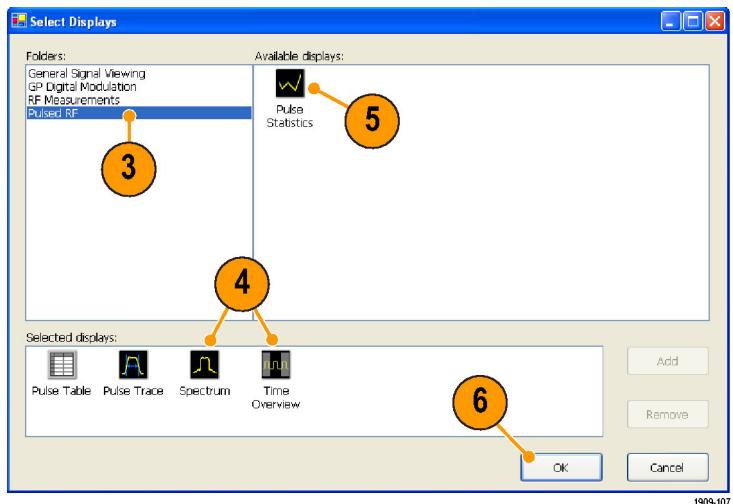 Select Displays
Folders:
Available displays:
General Signal Viewing
GP Digital Modulation
RF Measurements
Pulsed RF
Pulse
Statistics
5
3
4
Selected displays:
Pulse Table
Pulse Trace
Spectrum
Time
Overview
Add
6
Remove
OK
Cancel
1909-107